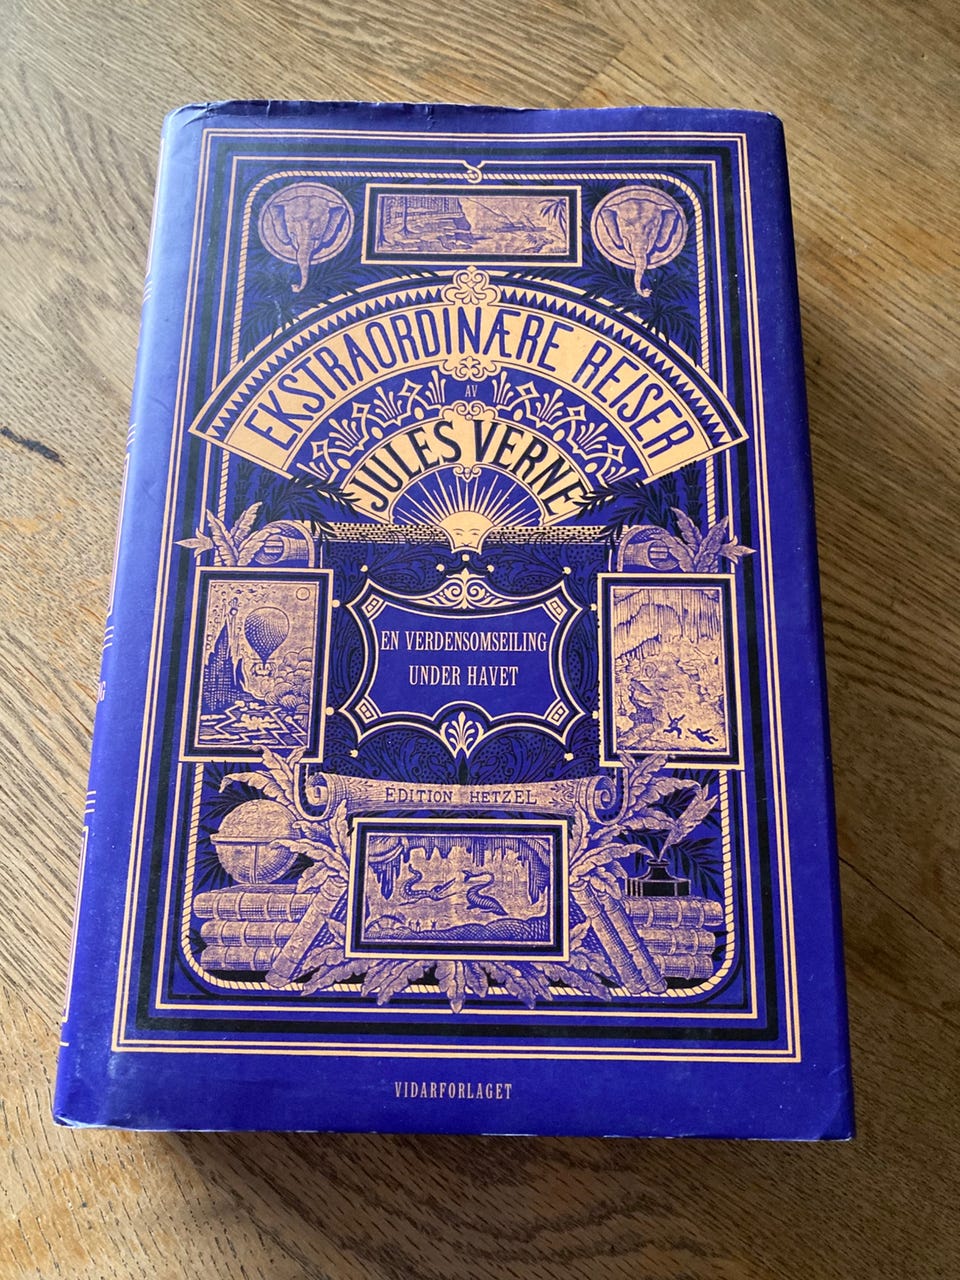 EKSTRAORDINÆRE REISER
AV
JULES VERNE
EN VERDENSOMSEILING
UNDER HAVET
EDITION HETZEL
VIDARFORLAGET